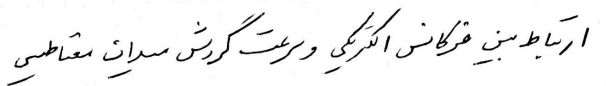 ارتباط بین فرکانس الکتریکی و سرعت گردش میدان مغناطیسی